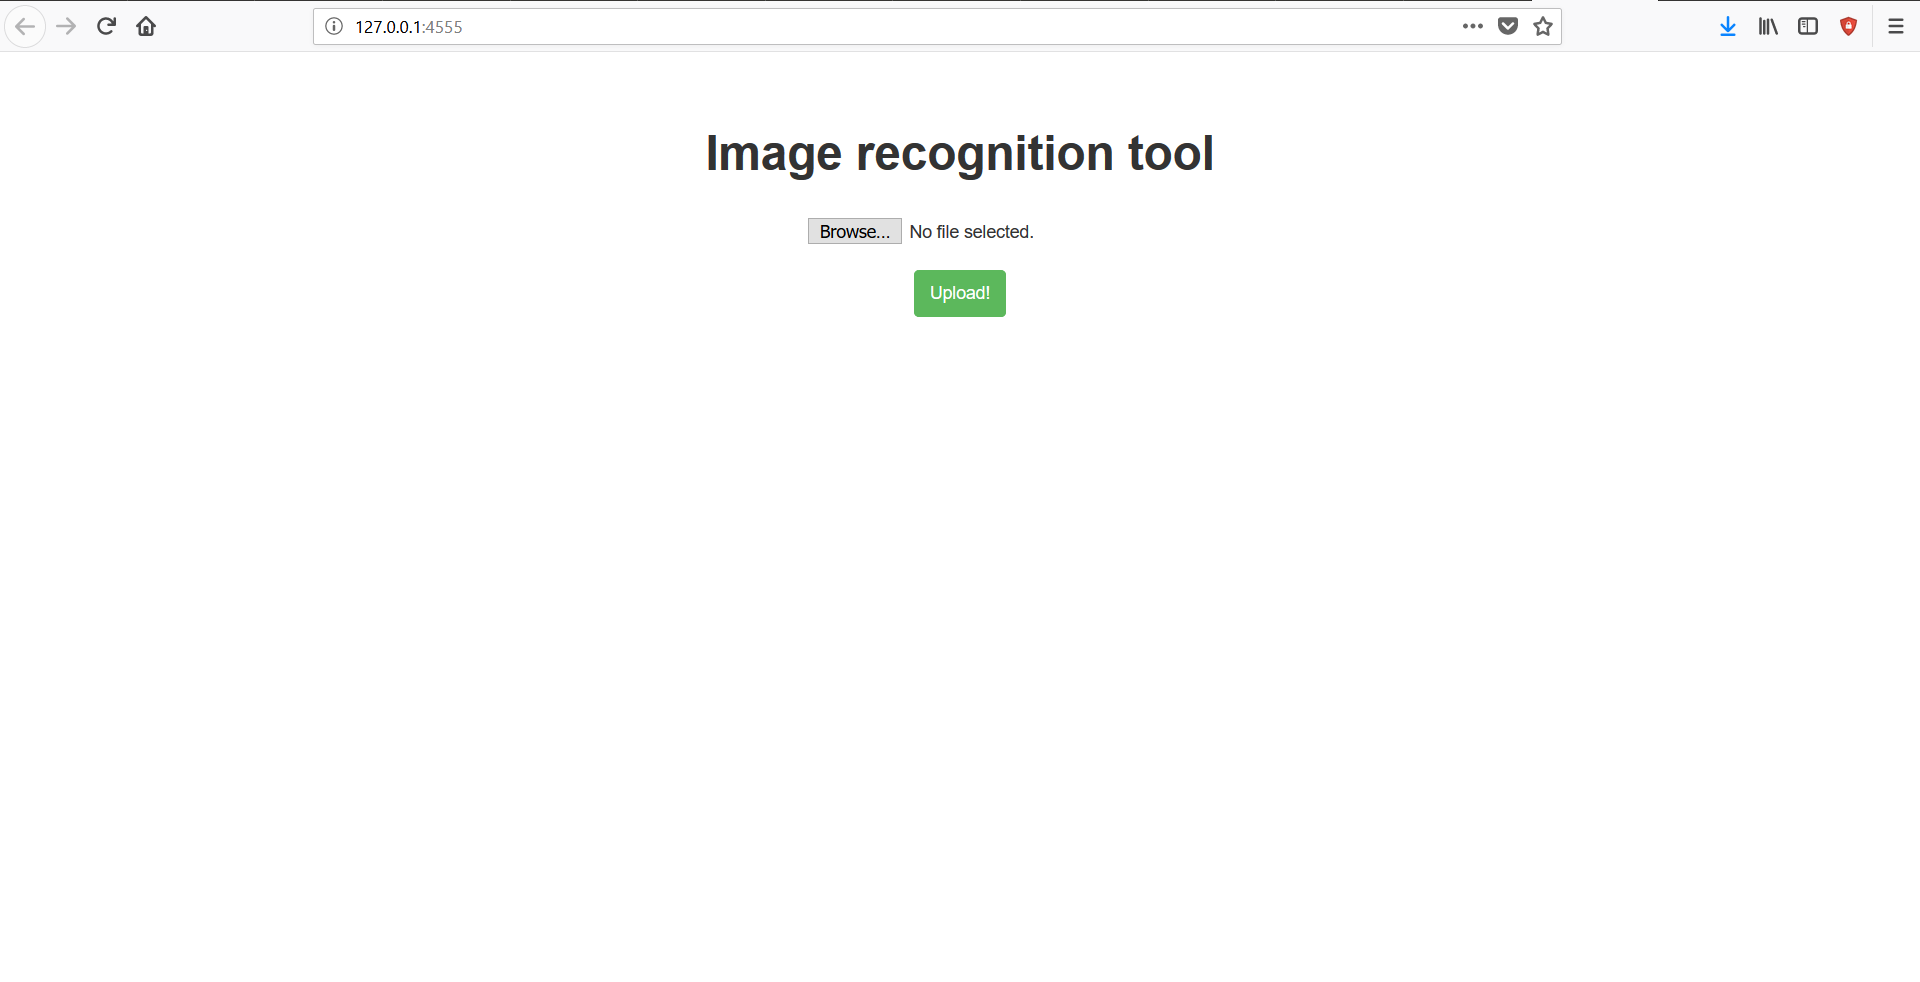 127.0.0.1:4555
Image recognition tool
Browse... No file selected.
Upload!